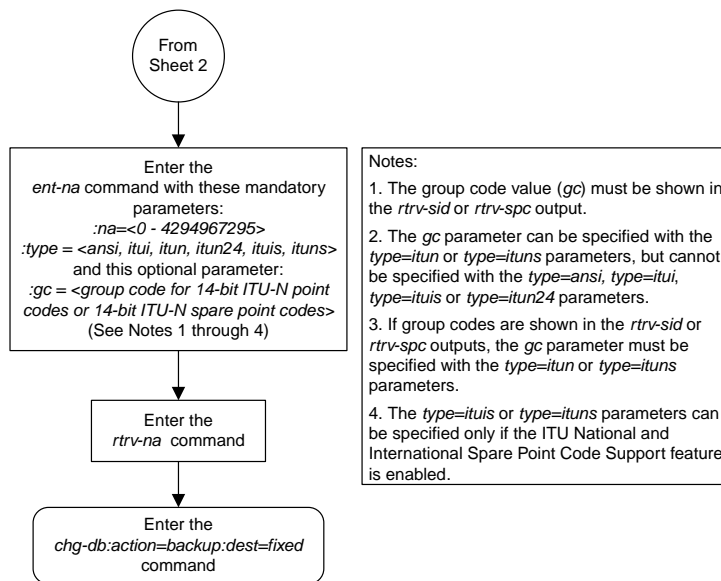 From
Sheet 2
Enter the
ent-na command with these mandatory
parameters:
:na=<0 - 4294967295>
:type = <ansi, itui, itun, itun24, ituis, ituns>
and this optional parameter:
:gc = <group code for 14-bit ITU-N point
codes or 14-bit ITU-N spare point codes>
(See Notes 1 through 4)
Enter the
rtrv-na command
Enter the
chg-db:action=backup:dest=fixed
command
Notes:
1. The group code value (gc) must be shown in
the rtrv-sid or rtrv-spc output.
2. The gc parameter can be specified with the
type=itun or type=ituns parameters, but cannot
be specified with the type=ansi, type=itui,
type=ituis or type=itun24 parameters.
3. If group codes are shown in the rtrv-sid or
rtrv-spc outputs, the gc parameter must be
specified with the type=itun or type=ituns
parameters.
4. The type=ituis or type=ituns parameters can
be specified only if the ITU National and
International Spare Point Code Support feature
is enabled.